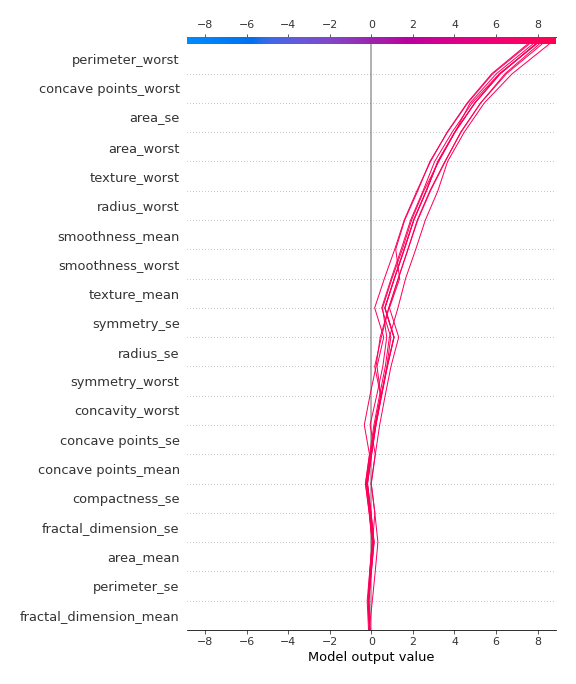 −8 −6 −4 −2 0 2 4 6 8
perimeter_worst
concave points_worst
area_se
area_worst
texture_worst
radius_worst
smoothness_mean
smoothness_worst
texture_mean
symmetry_se
radius_se
symmetry_worst
concavity_worst
concave points_se
concave points_mean
compactness_se
fractal_dimension_se
area_mean
perimeter_se
fractal_dimension_mean
−8 −6 −4 −2 0 2 4 6 8
Model output value